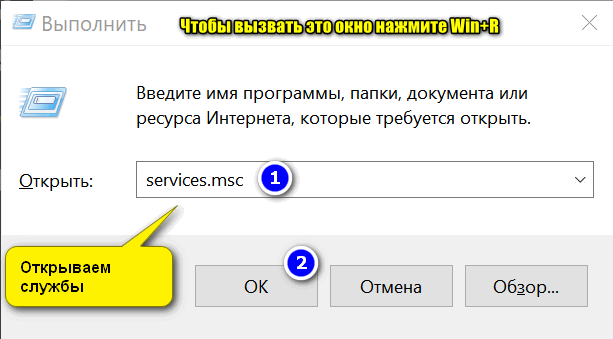 Выполнить
Чтобы вызвать это окно нажмите Win+R
Введите имя программы, папки, документа или
ресурса Интернета, которые требуется открыть.
Открыть:
services.msc
1
Открываем
службы
2
OK
Отмена
Обзор...